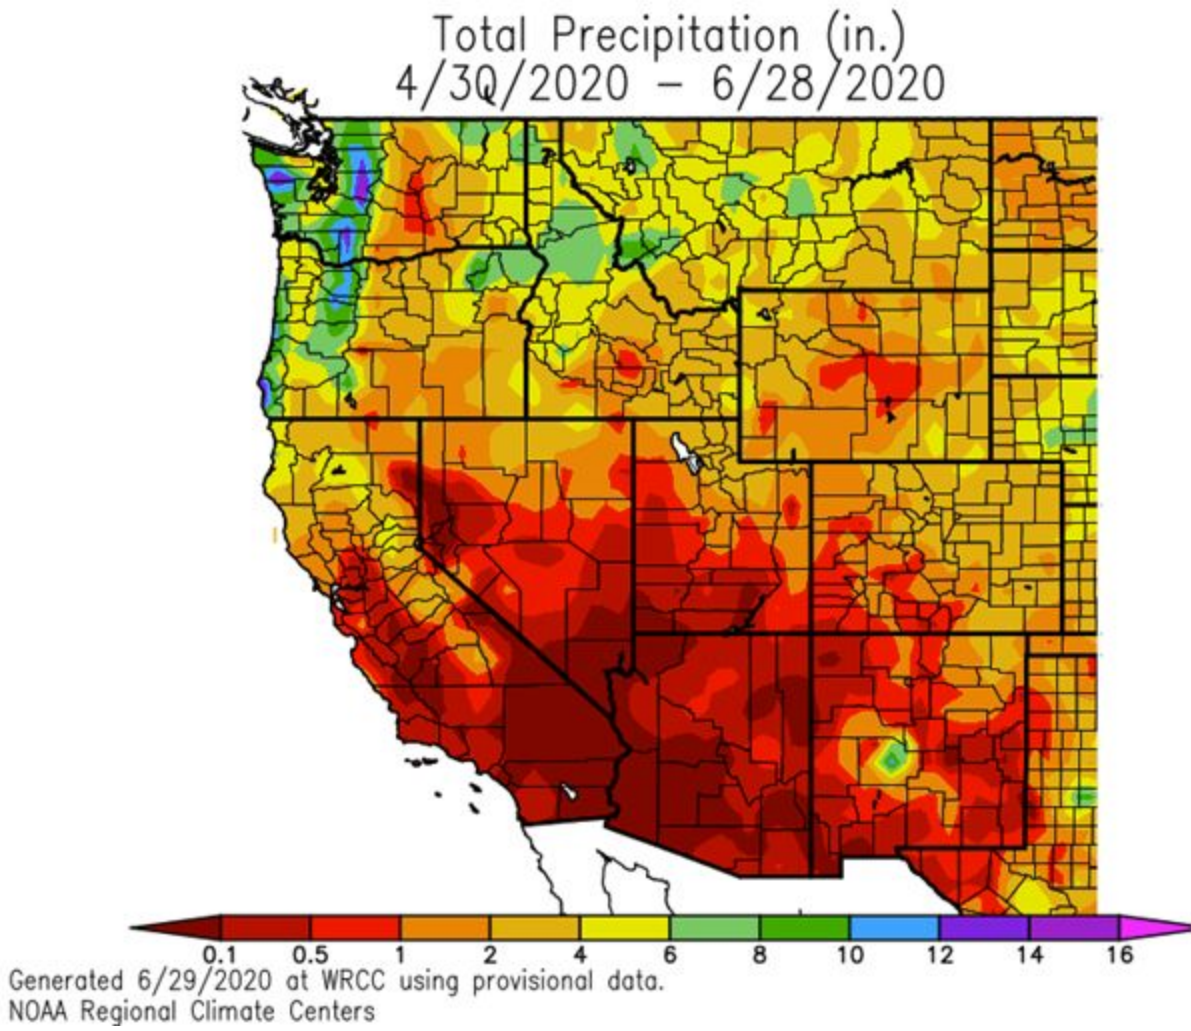 Total Precipitation (in.)
4/30/2020 – 6/28/2020
0.1 0.5 1 2 4 6 8 10 12 14 16
Generated 6/29/2020 at WRCC using provisional data.
NOAA Regional Climate Centers